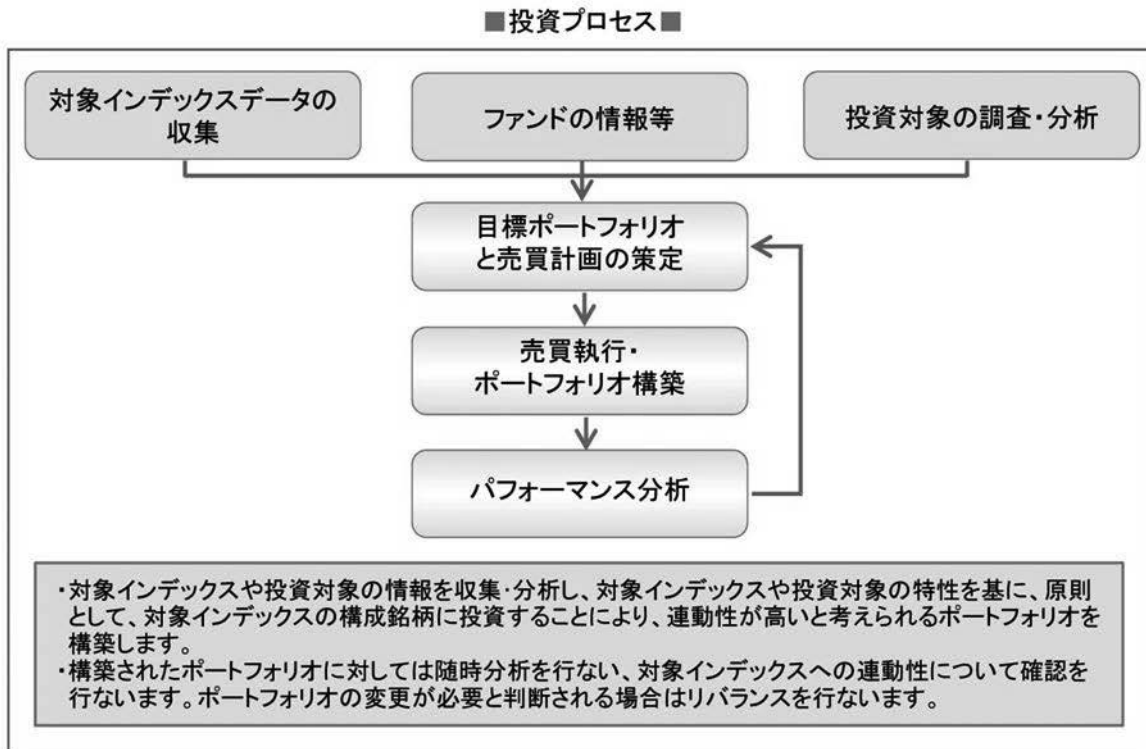 ■投資プロセス■
対象インデックスデータの
収集
ファンドの情報等
投資対象の調査・分析
目標ポートフォリオ
と売買計画の策定
売買執行・
ポートフォリオ構築
パフォーマンス分析
・対象インデックスや投資対象の情報を収集・分析し、対象インデックスや投資対象の特性を基に、原則
として、対象インデックスの構成銘柄に投資することにより、連動性が高いと考えられるポートフォリオを
構築します。
・構築されたポートフォリオに対しては随時分析を行ない、対象インデックスへの連動性について確認を
行ないます。ポートフォリオの変更が必要と判断される場合はリバランスを行ないます。